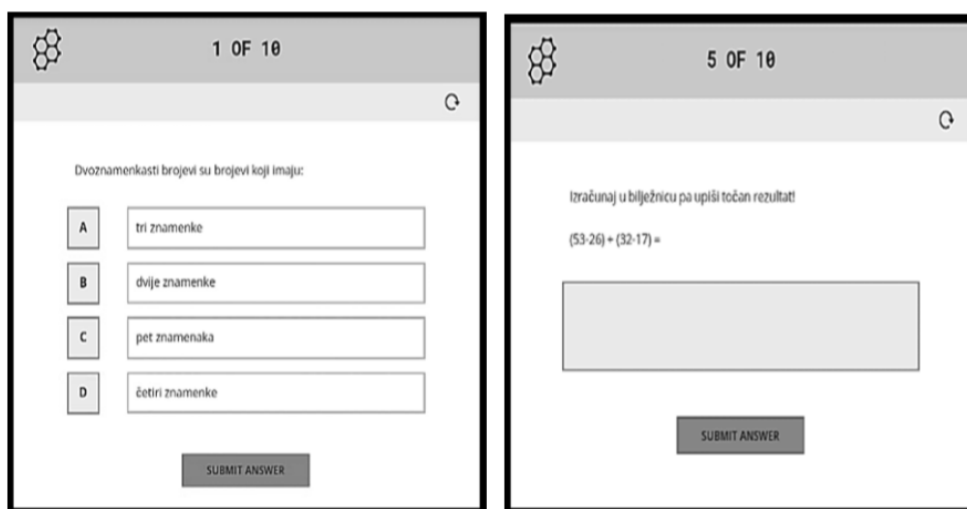 1 OF 10
Dvoznamenkasti brojevi su brojevi koji imaju:
A
tri znamenke
B
dvije znamenke
C
pet znamenaka
D
četiri znamenke
SUBMIT ANSWER
5 OF 10
Izračunaj u bilježnicu pa upiši točan rezultat!
(53-26) + (32-17) =
SUBMIT ANSWER